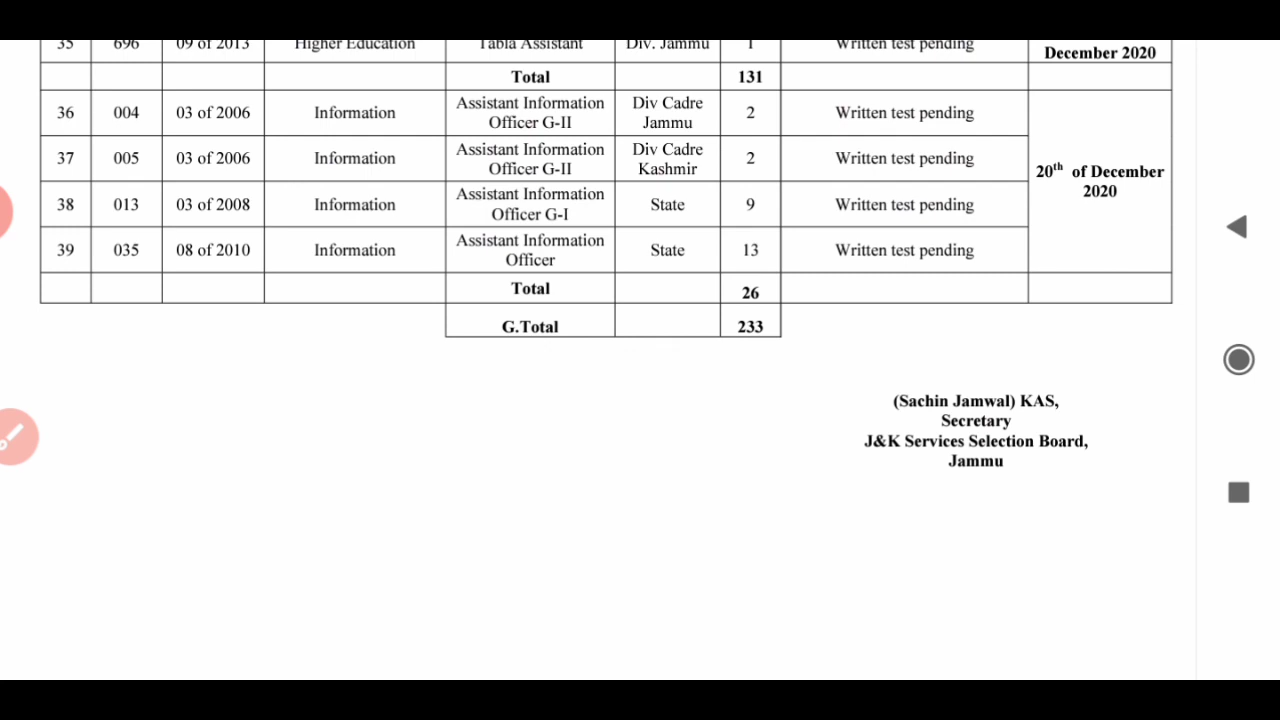 35 696 09 of 2013 Higher Education Tabla Assistant Div. Jammu 1 Written test pending December 2020
Total 131
36 004 03 of 2006 Information Assistant Information Officer G-II Div Cadre Jammu 2 Written test pending
37 005 03 of 2006 Information Assistant Information Officer G-II Div Cadre Kashmir 2 Written test pending
20th of December 2020
38 013 03 of 2008 Information Assistant Information Officer G-I State 9 Written test pending
39 035 08 of 2010 Information Assistant Information Officer State 13 Written test pending
Total 26
G.Total 233
(Sachin Jamwal) KAS,
Secretary
J&K Services Selection Board,
Jammu